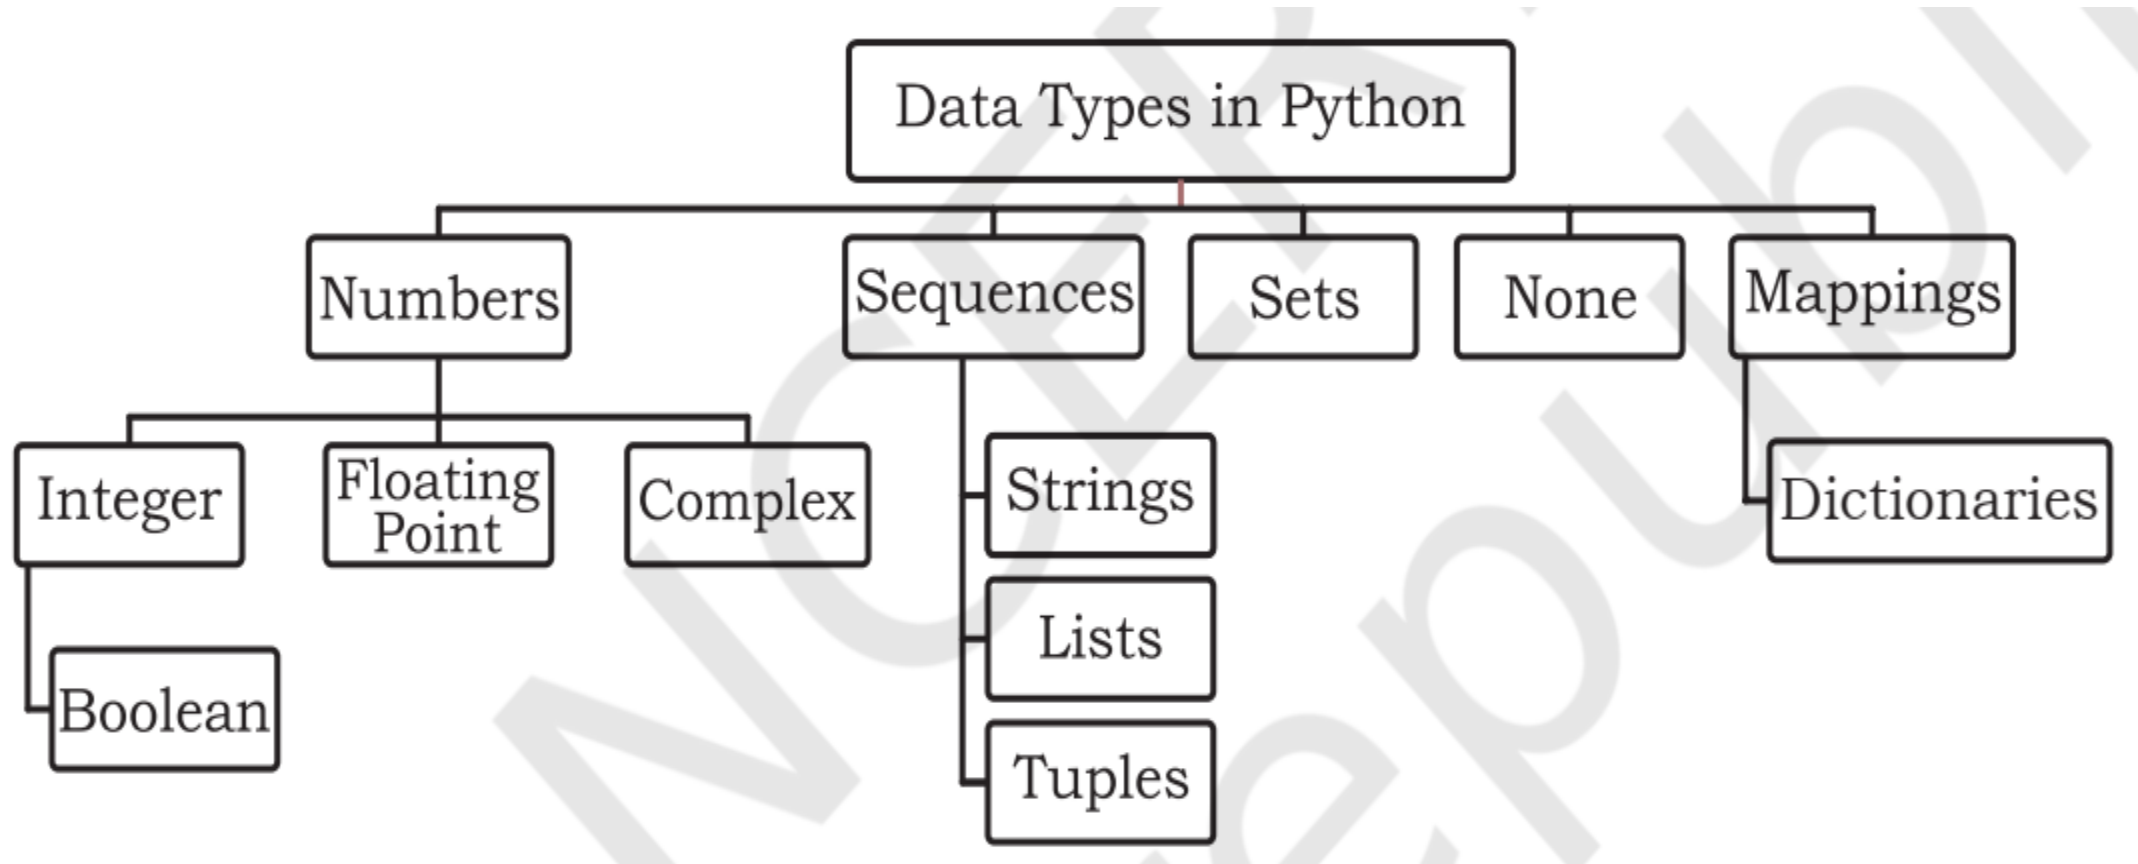 Data Types in Python
Numbers
Sequences
Sets
None
Mappings
Integer
Floating
Point
Complex
Strings
Dictionaries
Lists
Boolean
Tuples